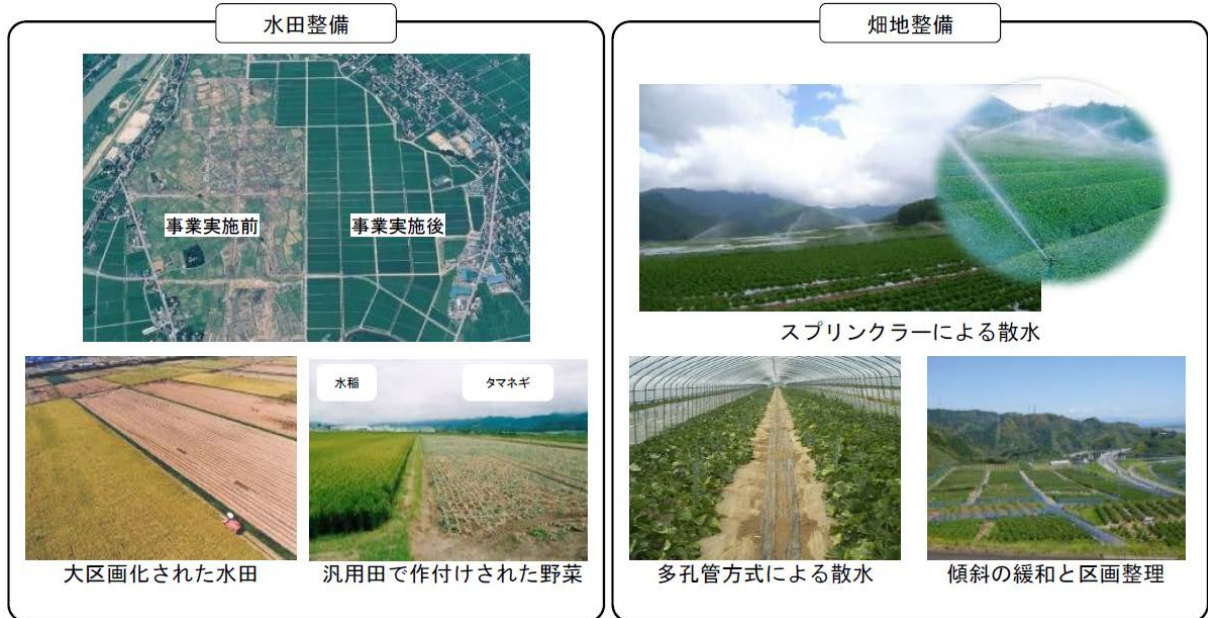 水田整備
事業実施前
事業実施後
大区画化された水田
水稲
タマネギ
汎用田で作付けされた野菜
畑地整備
スプリンクラーによる散水
多孔管方式による散水
傾斜の緩和と区画整理